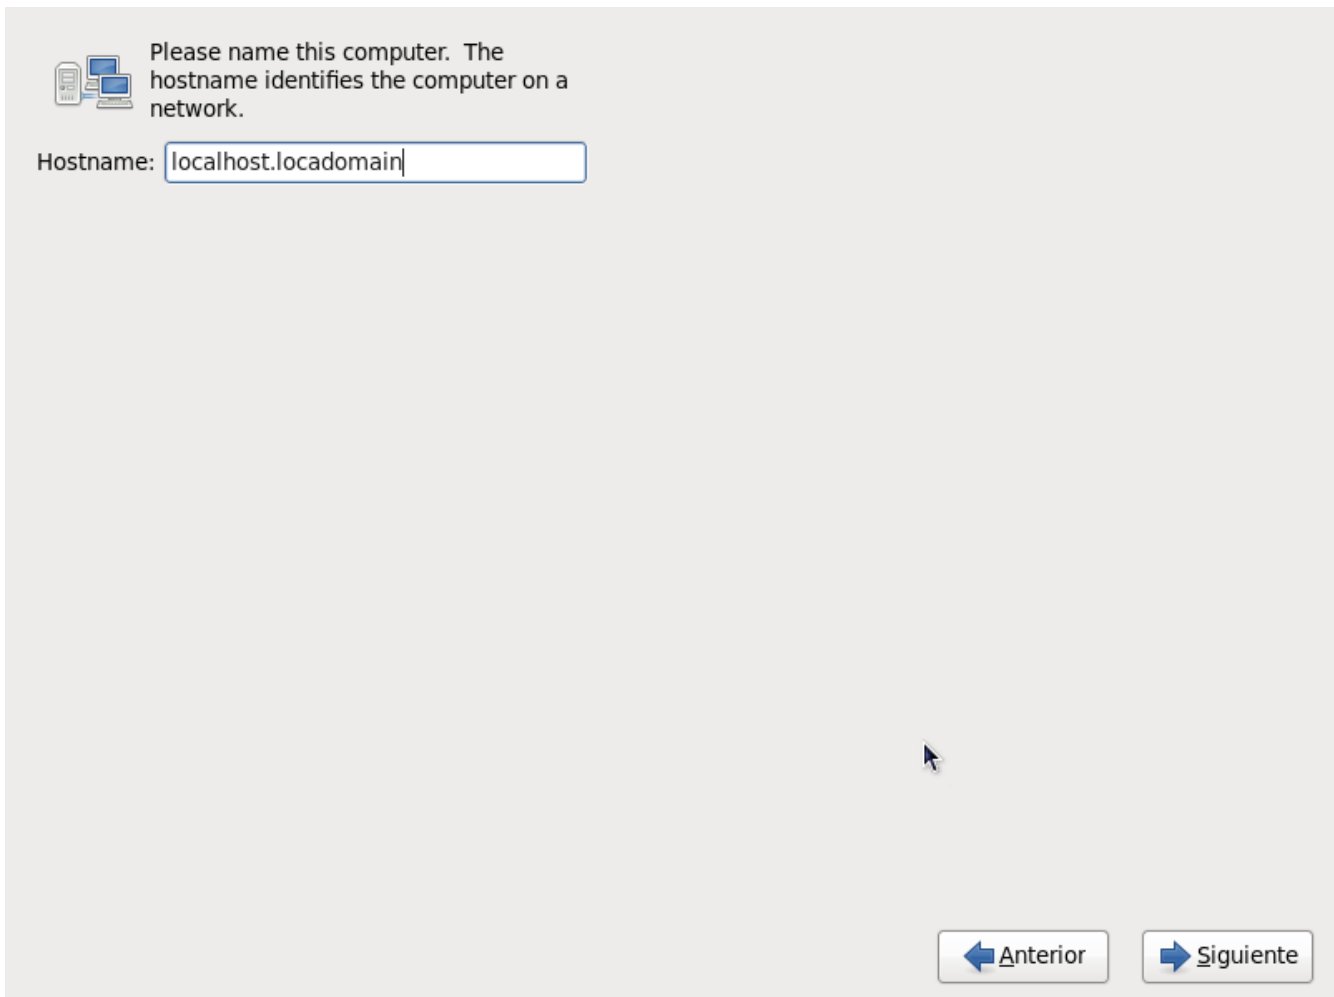 Please name this computer.  The
hostname identifies the computer on a
network.
Hostname: localhost.locadomain
Anterior
Siguiente